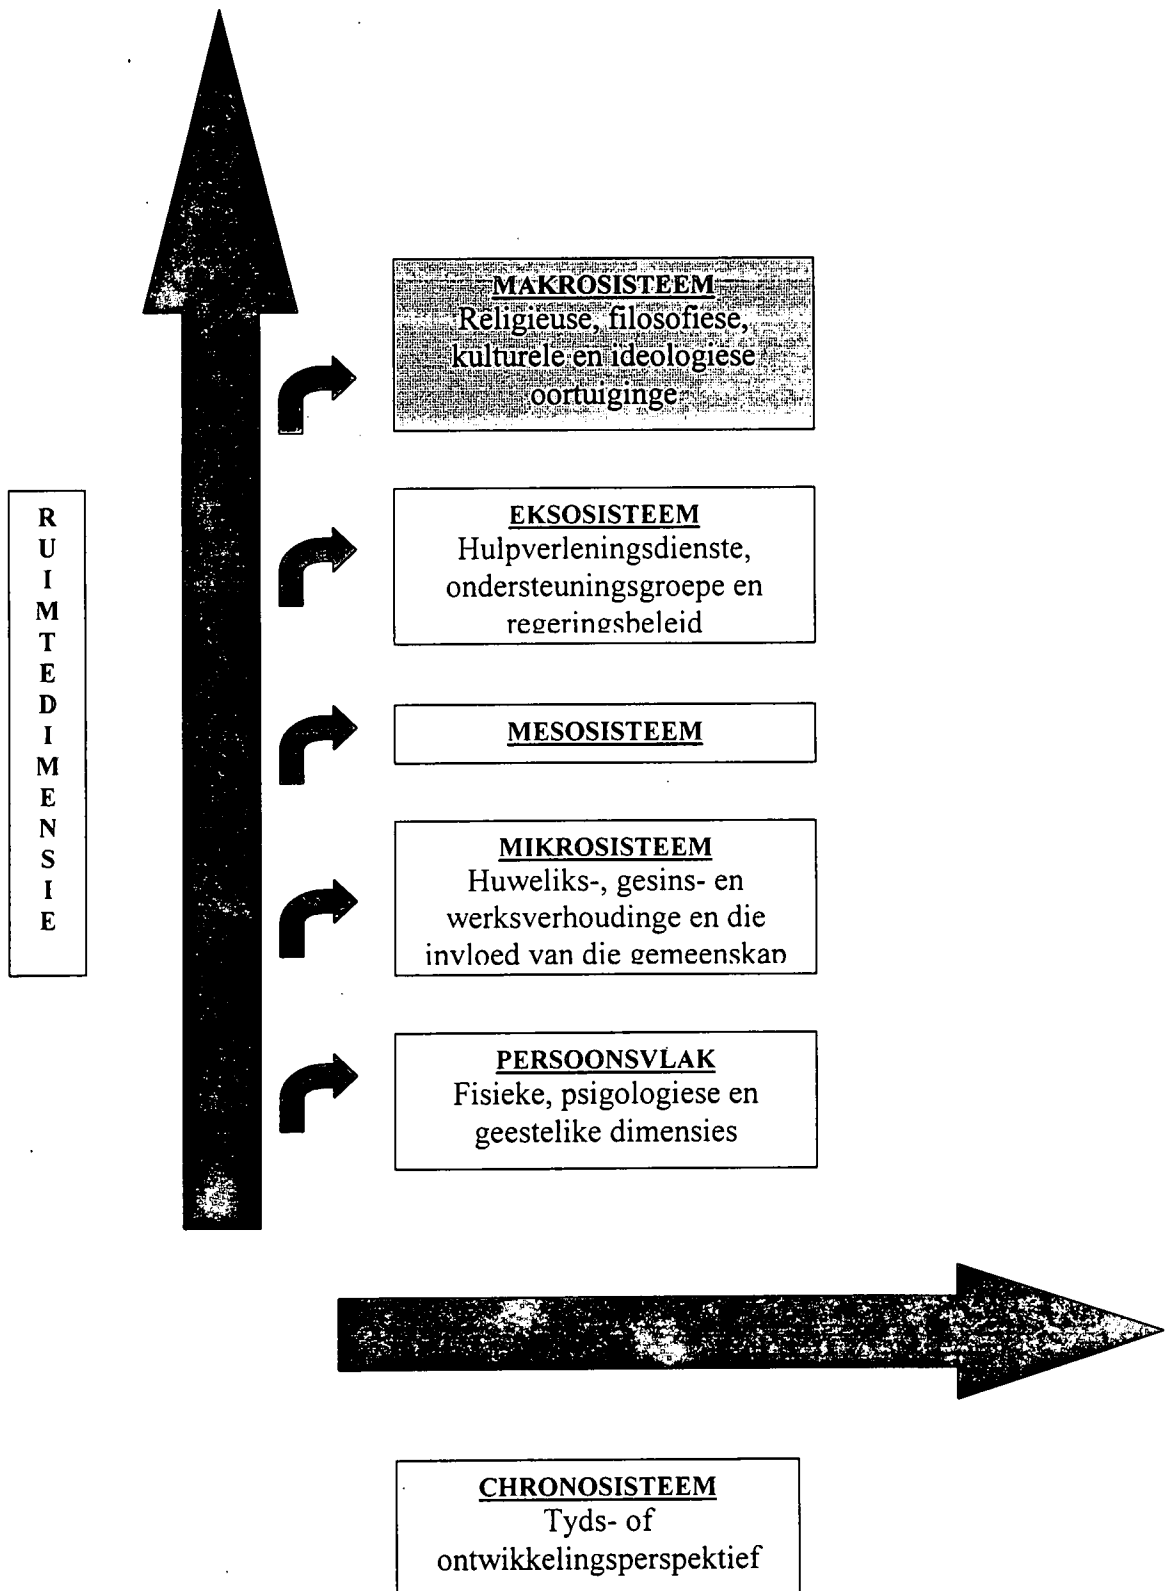 MAKROSISTEEM
Religieuse, filosofiese,
kulturele en ideologiese
oortuiginge
RUIMTEDIMENSIE
EKSOSISTEEM
Hulpverleningsdienste,
ondersteuningsgroepe en
regeringsbeleid
MESOSISTEEM
MIKROSISTEEM
Huweliks-, gesins- en
werksverhoudinge en die
invloed van die gemeenskap
PERSOONSVLAK
Fisieke, psigologiese en
geestelike dimensies
CHRONOSISTEEM
Tyds- of
ontwikkelingsperspektief